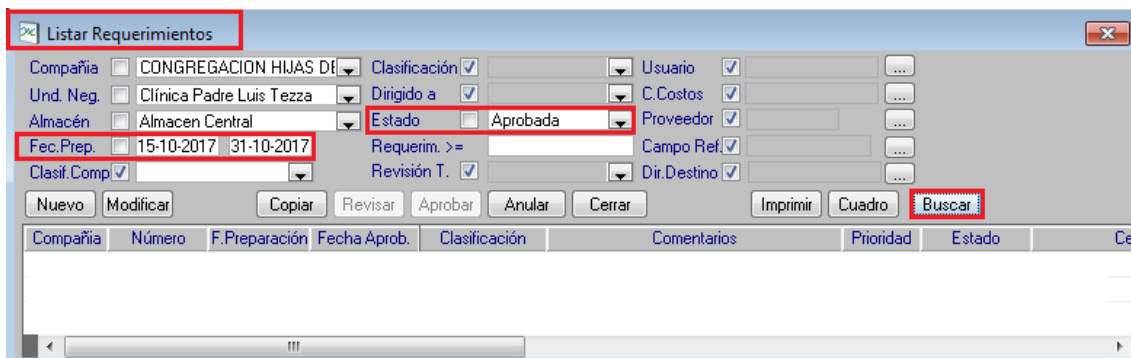 Listar Requerimientos
Compañia CONGREGACION HIJAS DE Clasificación Usuario ...
Und. Neg. Clínica Padre Luis Tezza Dirigido a C.Costos ...
Almacén Almacen Central Estado Aprobada Proveedor ...
Fec.Prep. 15-10-2017 31-10-2017 Requerim. >= Campo Ref. ...
Clasif.Comp Revisión T. Dir.Destino ...
Nuevo Modificar Copiar Revisar Aprobar Anular Cerrar Imprimir Cuadro Buscar
Compañia Número F.Preparación Fecha Aprob. Clasificación Comentarios Prioridad Estado Ce